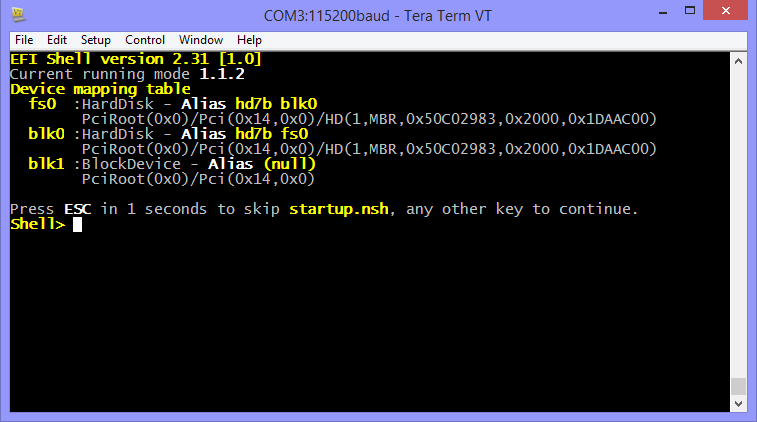 COM3:115200baud - Tera Term VT
File Edit Setup Control Window Help
EFI Shell version 2.31 [1.0]
Current running mode 1.1.2
Device mapping table
fs0 :HardDisk - Alias hd7b blk0
PciRoot(0x0)/Pci(0x14,0x0)/HD(1,MBR,0x50C02983,0x2000,0x1DAAC00)
blk0 :HardDisk - Alias hd7b fs0
PciRoot(0x0)/Pci(0x14,0x0)/HD(1,MBR,0x50C02983,0x2000,0x1DAAC00)
blk1 :BlockDevice - Alias (null)
PciRoot(0x0)/Pci(0x14,0x0)
Press ESC in 1 seconds to skip startup.nsh, any other key to continue.
Shell>